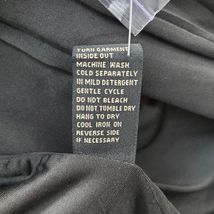 TURN GARMENT
INSIDE OUT
MACHINE WASH
COLD SEPARATELY
IN MILD DETERGENT
GENTLE CYCLE
DO NOT BLEACH
DO NOT TUMBLE DRY
HANG TO DRY
COOL IRON ON
REVERSE SIDE
IF NECESSARY